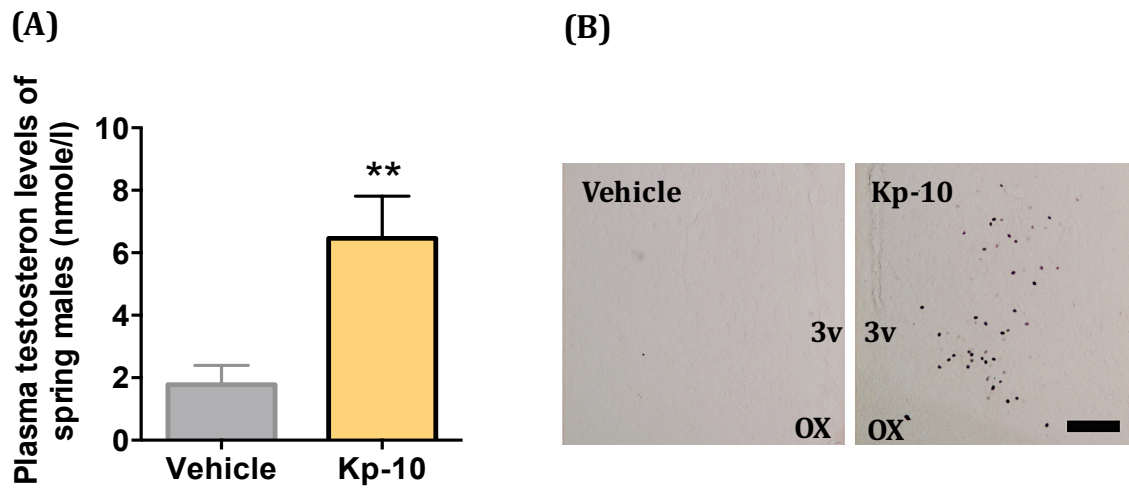 (A)
Plasma testosteron levels of
spring males (nmole/l)
10
8
6
4
2
0
**
Vehicle
Kp-10
(B)
Vehicle
Kp-10
3v
3v
OX
OX`